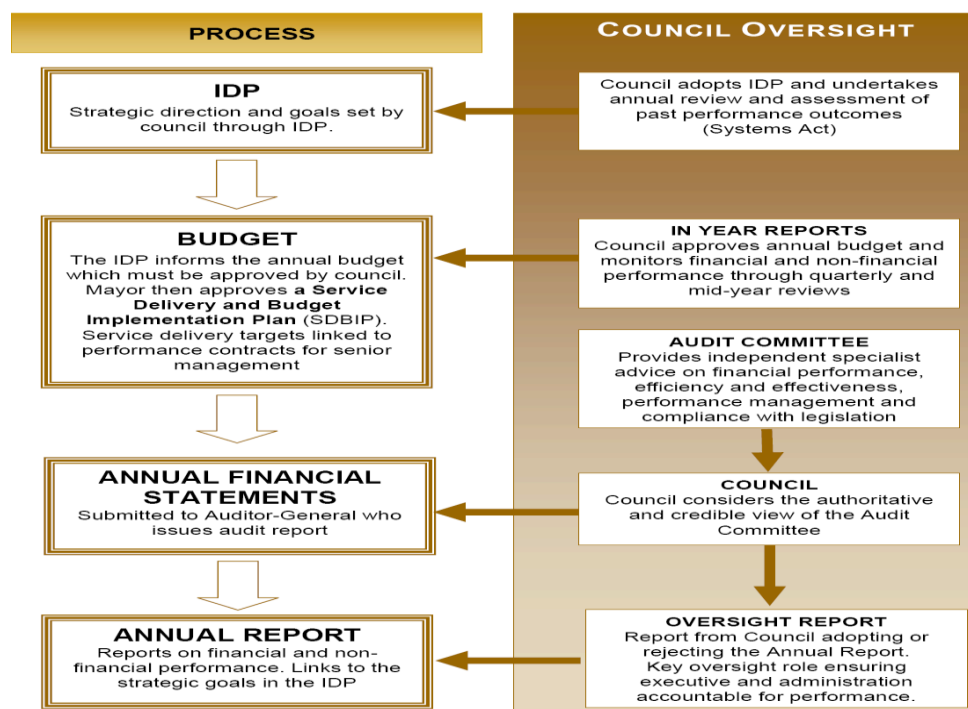 PROCESS
IDP
Strategic direction and goals set by
council through IDP.
BUDGET
The IDP informs the annual budget
which must be approved by council.
Mayor then approves a Service
Delivery and Budget
Implementation Plan (SDBIP).
Service delivery targets linked to
performance contracts for senior
management
ANNUAL FINANCIAL
STATEMENTS
Submitted to Auditor-General who
issues audit report
ANNUAL REPORT
Reports on financial and non-
financial performance. Links to the
strategic goals in the IDP
COUNCIL OVERSIGHT
Council adopts IDP and undertakes
annual review and assessment of
past performance outcomes
(Systems Act)
IN YEAR REPORTS
Council approves annual budget and
monitors financial and non-financial
performance through quarterly and
mid-year reviews
AUDIT COMMITTEE
Provides independent specialist
advice on financial performance,
efficiency and effectiveness,
performance management and
compliance with legislation
COUNCIL
Council considers the authoritative
and credible view of the Audit
Committee
OVERSIGHT REPORT
Report from Council adopting or
rejecting the Annual Report.
Key oversight role ensuring
executive and administration
accountable for performance.